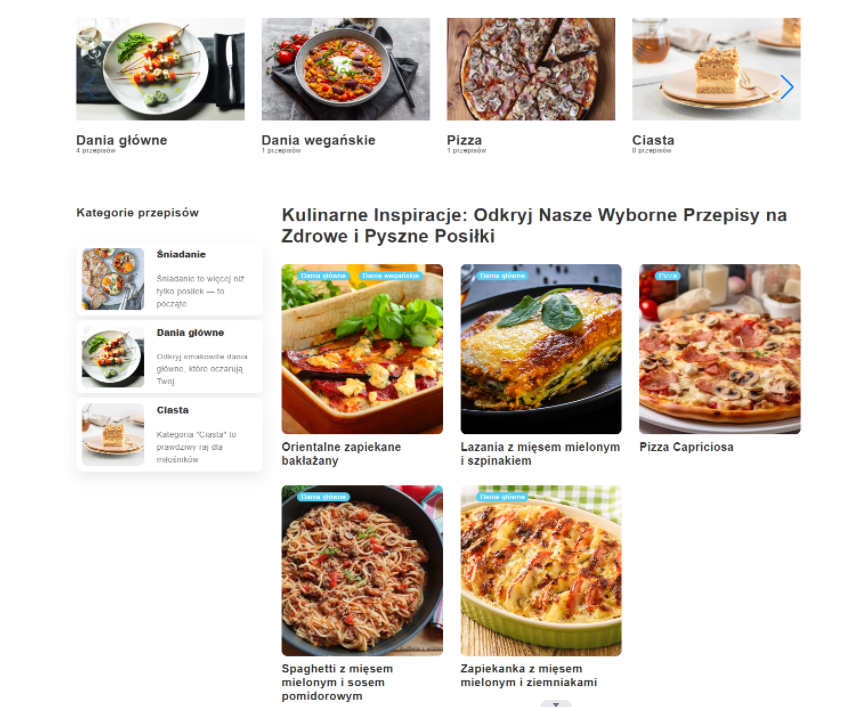 Dania główne
4 przepisów
Dania wegańskie
1 przepisów
Pizza
1 przepisów
Ciasta
0 przepisów
Kategorie przepisów
Śniadanie
Śniadanie to więcej niż
tylko posiłek — to
począte
Dania główne
Odkryj smakowite dania
główne, które oczarują
Twoj
Ciasta
Kategoria "Ciasta" to
prawdziwy raj dla
miłośników
Kulinarne Inspiracje: Odkryj Nasze Wyborne Przepisy na
Zdrowe i Pyszne Posiłki
Dania główne
Dania wegańskie
Orientalne zapiekane
bakłażany
Dania główne
Lazania z mięsem mielonym
i szpinakiem
Pizza
Pizza Capriciosa
Dania główne
Spaghetti z mięsem
mielonym i sosem
pomidorowym
Dania główne
Zapiekanka z mięsem
mielonym i ziemniakami